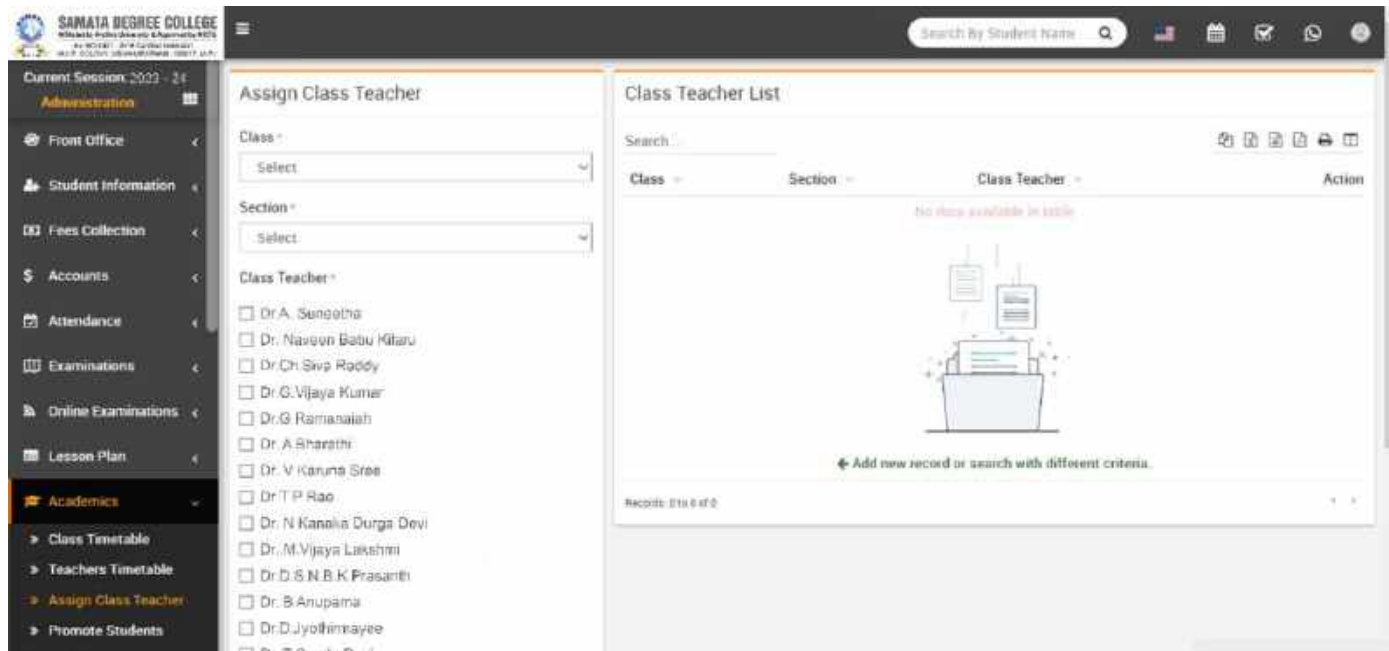 SAMATA DEGREE COLLEGE
Search By Student Name
Current Session: 2023 - 24
Administration
Front Office
Student Information
Fees Collection
Accounts
Attendance
Examinations
Online Examinations
Lesson Plan
Academics
Class Timetable
Teachers Timetable
Assign Class Teacher
Promote Students
Assign Class Teacher
Class *
Select
Section *
Select
Class Teacher *
Dr.A. Suneetha
Dr. Naveen Babu Kilaru
Dr.Ch.Siva Reddy
Dr.G.Vijaya Kumar
Dr.G Ramanaiah
Dr. A Bharathi
Dr. V Karuna Sree
Dr T P Rao
Dr. N Kanaka Durga Devi
Dr..M.Vijaya Lakshmi
Dr.D.S.N.B.K Prasanth
Dr. B Anupama
Dr.D.Jyothirmayee
Class Teacher List
Search...
Class Section Class Teacher Action
No data available in table
Add new record or search with different criteria.
Records: 0 to 0 of 0